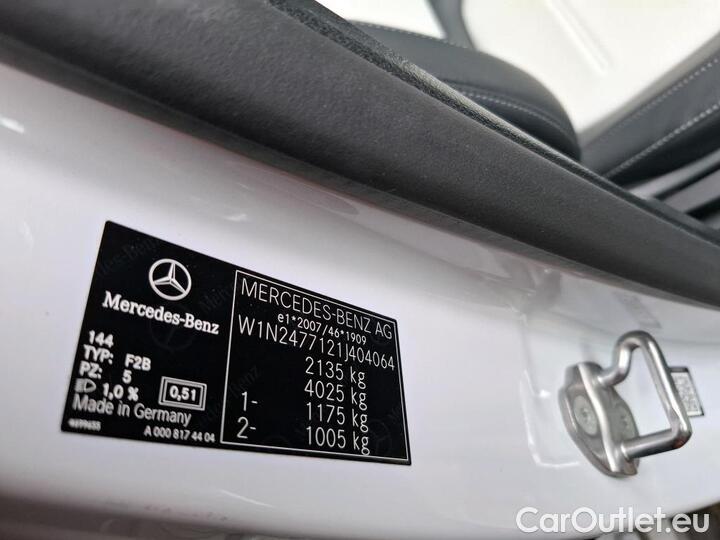 Mercedes-Benz
144
TYP: F2B
PZ: 5
1,0 % 0,51
Made in Germany
A 000 817 44 04
MERCEDES-BENZ AG
e1*2007/46*1909
W1N2477121J404064
2135 kg
4025 kg
1- 1175 kg
2- 1005 kg
CarOutlet.eu